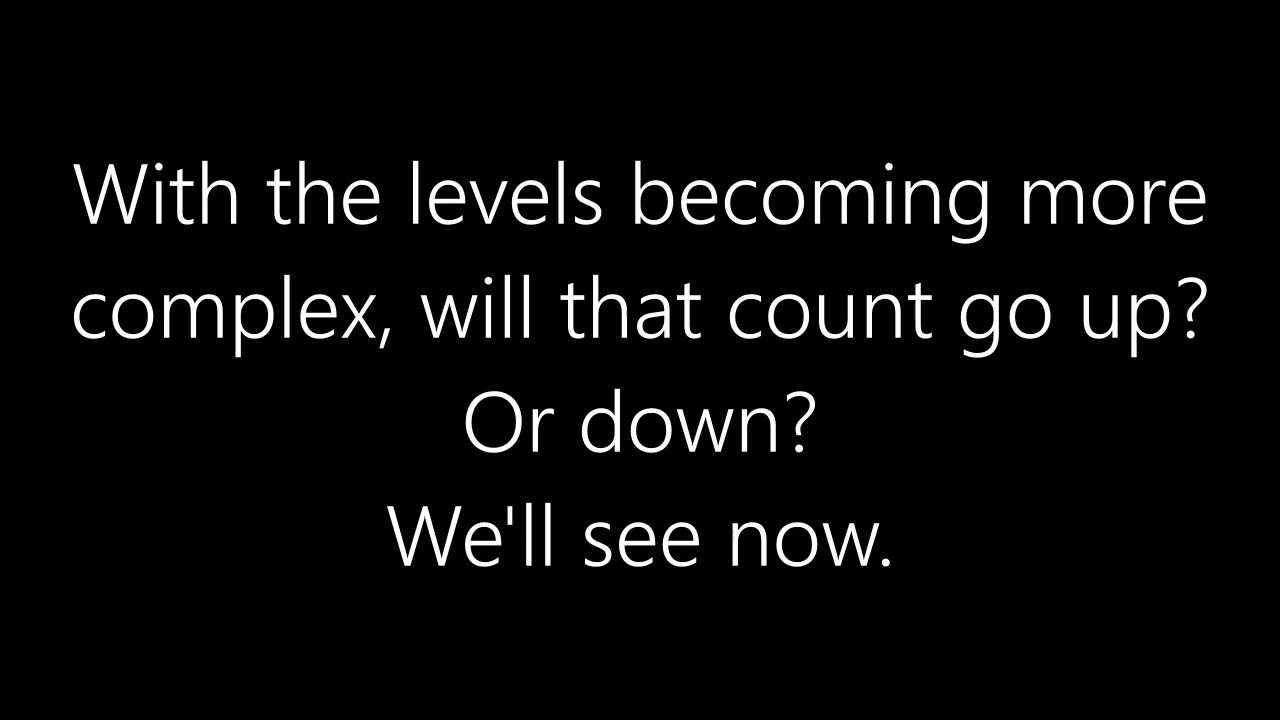 With the levels becoming more
complex, will that count go up?
Or down?
We'll see now.